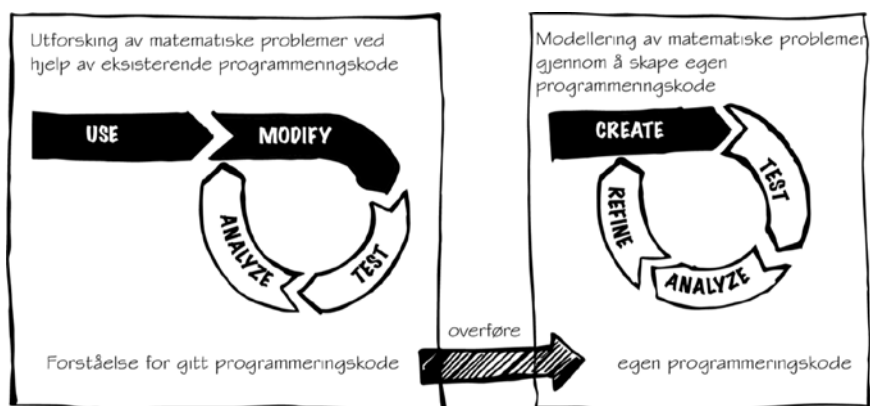 Utforsking av matematiske problemer ved
hjelp av eksisterende programmeringskode
USE
MODIFY
TEST
ANALYZE
Forståelse for gitt programmeringskode
overføre
Modellering av matematiske problemer
gjennom å skape egen
programmeringskode
CREATE
TEST
ANALYZE
REFINE
egen programmeringskode